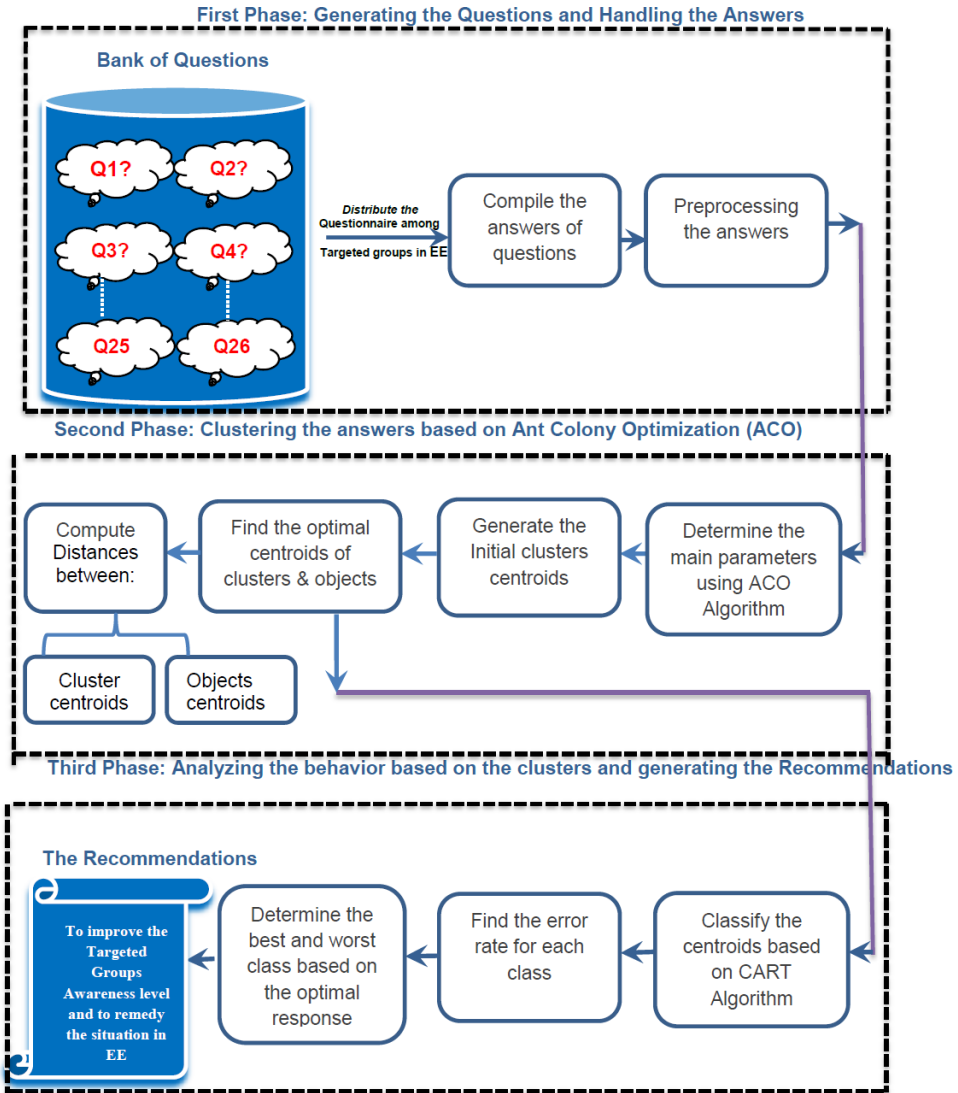 First Phase: Generating the Questions and Handling the Answers
Bank of Questions
Q1?
Q2?
Q3?
Q4?
Q25
Q26
Distribute the
Questionnaire among
Targeted groups in EE
Compile the
answers of
questions
Preprocessing
the answers
Second Phase: Clustering the answers based on Ant Colony Optimization (ACO)
Compute
Distances
between:
Find the optimal
centroids of
clusters & objects
Generate the
Initial clusters
centroids
Determine the
main parameters
using ACO
Algorithm
Cluster
centroids
Objects
centroids
Third Phase: Analyzing the behavior based on the clusters and generating the Recommendations
The Recommendations
To improve the
Targeted
Groups
Awareness level
and to remedy
the situation in
EE
Determine the
best and worst
class based on
the optimal
response
Find the error
rate for each
class
Classify the
centroids based
on CART
Algorithm